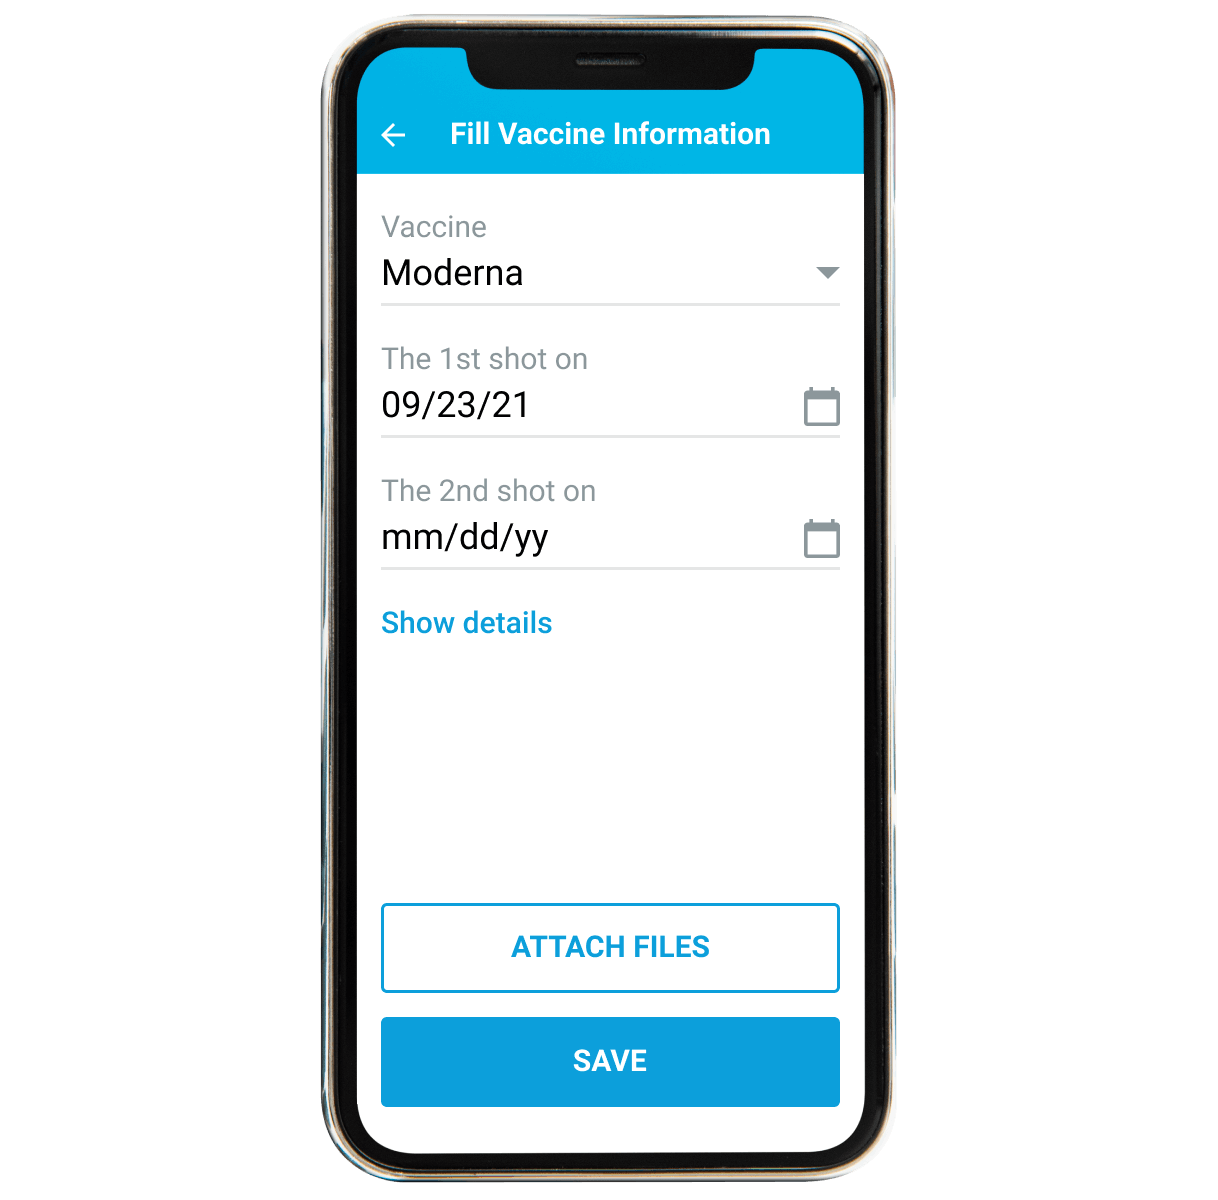 Fill Vaccine Information
Vaccine
Moderna
The 1st shot on
09/23/21
The 2nd shot on
mm/dd/yy
Show details
ATTACH FILES
SAVE